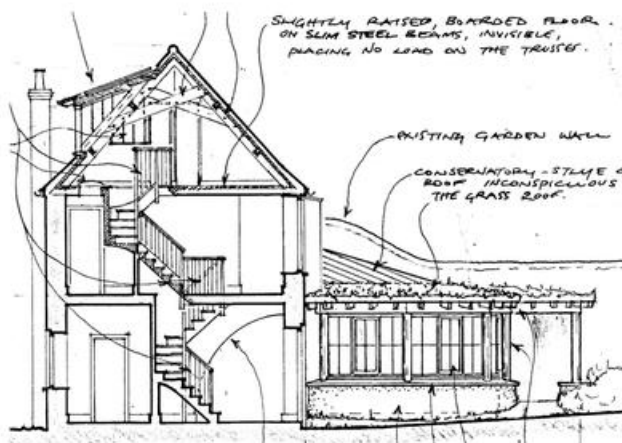 SLIGHTLY RAISED, BOARDED FLOOR.
ON SLIM STEEL BEAMS, INVISIBLE,
PLACING NO LOAD ON THE TRUSSES.
EXISTING GARDEN WALL
CONSERVATORY-STLYE
ROOF INCONSPICUOUS
THE GRASS ROOF.